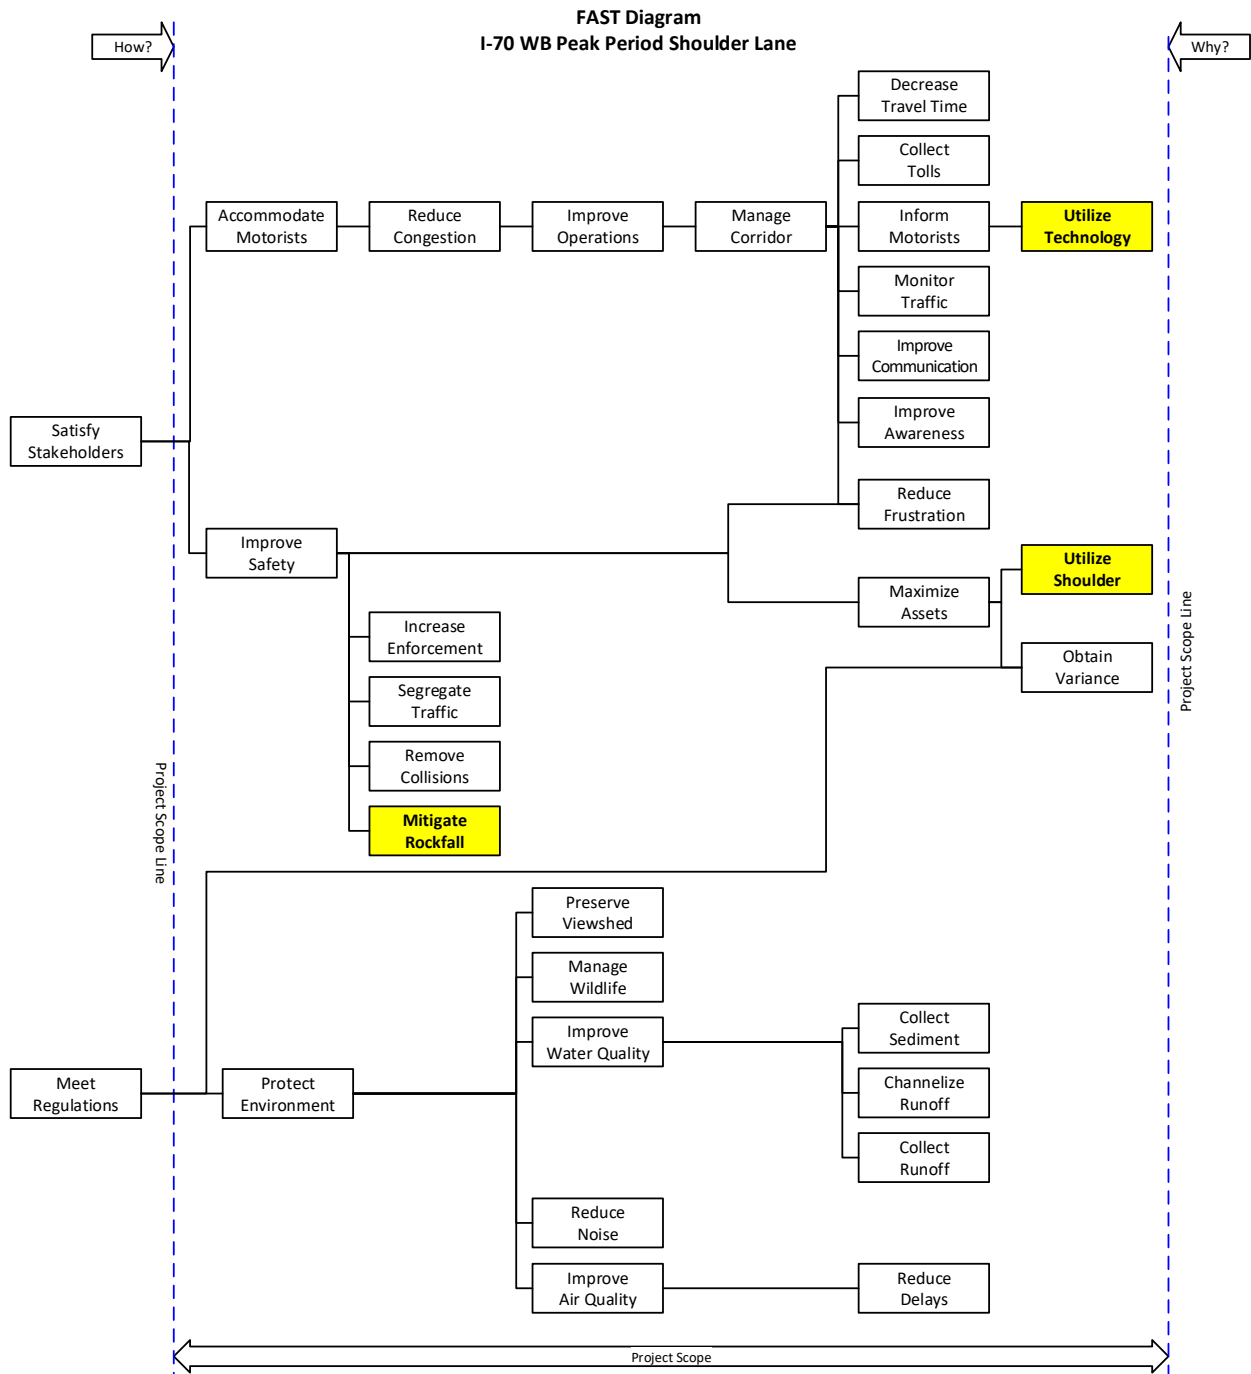 FAST Diagram
I-70 WB Peak Period Shoulder Lane
How?
Why?
Decrease
Travel Time
Collect
Tolls
Accommodate
Motorists
Reduce
Congestion
Improve
Operations
Manage
Corridor
Inform
Motorists
Utilize
Technology
Monitor
Traffic
Improve
Communication
Improve
Awareness
Satisfy
Stakeholders
Reduce
Frustration
Improve
Safety
Utilize
Shoulder
Maximize
Assets
Increase
Enforcement
Obtain
Variance
Project Scope Line
Segregate
Traffic
Remove
Collisions
Project Scope Line
Mitigate
Rockfall
Preserve
Viewshed
Manage
Wildlife
Improve
Water Quality
Collect
Sediment
Meet
Regulations
Protect
Environment
Channelize
Runoff
Collect
Runoff
Reduce
Noise
Improve
Air Quality
Reduce
Delays
Project Scope